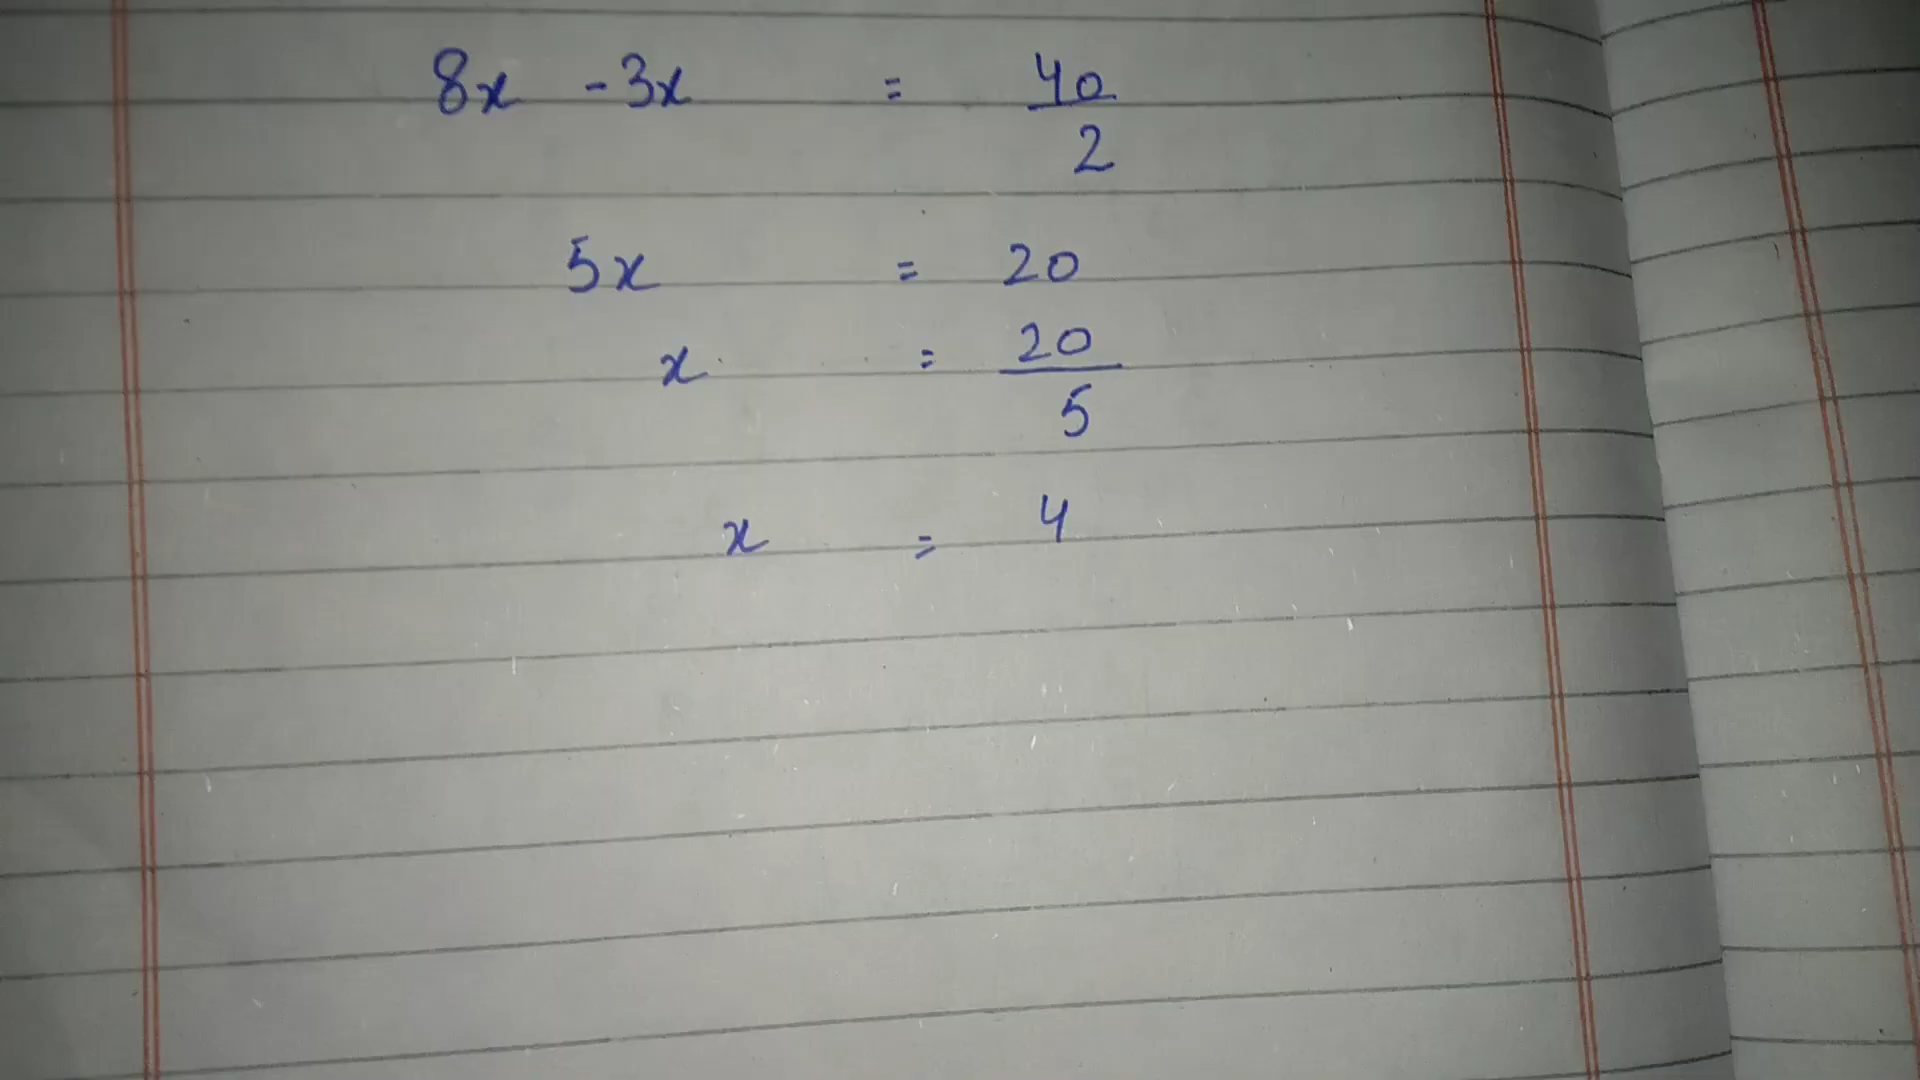 8x - 3x = 40/2
5x = 20
x = 20/5
x = 4